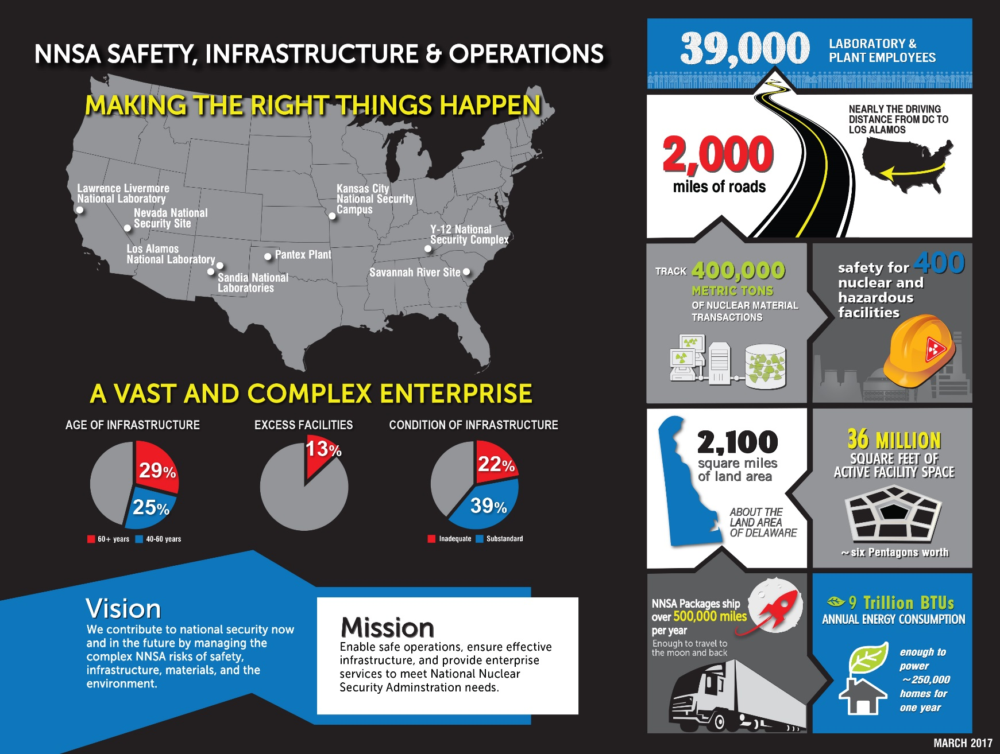 NNSA SAFETY, INFRASTRUCTURE & OPERATIONS
MAKING THE RIGHT THINGS HAPPEN
Lawrence Livermore
National Laboratory
Nevada National
Security Site
Los Alamos
National Laboratory
Sandia National
Laboratories
Pantex Plant
Kansas City
National Security
Campus
Y-12 National
Security Complex
Savannah River Site
A VAST AND COMPLEX ENTERPRISE
AGE OF INFRASTRUCTURE
29%
25%
60+ years 40-60 years
EXCESS FACILITIES
13%
CONDITION OF INFRASTRUCTURE
22%
39%
Inadequate Substandard
Vision
We contribute to national security now
and in the future by managing the
complex NNSA risks of safety,
infrastructure, materials, and the
environment.
Mission
Enable safe operations, ensure effective
infrastructure, and provide enterprise
services to meet National Nuclear
Security Adminstration needs.
39,000
LABORATORY &
PLANT EMPLOYEES
2,000
miles of roads
NEARLY THE DRIVING
DISTANCE FROM DC TO
LOS ALAMOS
TRACK 400,000
METRIC TONS
OF NUCLEAR MATERIAL
TRANSACTIONS
safety for 400
nuclear and
hazardous
facilities
2,100
square miles
of land area
ABOUT THE
LAND AREA
OF DELAWARE
36 MILLION
SQUARE FEET OF
ACTIVE FACILITY SPACE
~six Pentagons worth
NNSA Packages ship
over 500,000 miles
per year
Enough to travel to
the moon and back
9 Trillion BTUs
ANNUAL ENERGY CONSUMPTION
enough to
power
~250,000
homes for
one year
MARCH 2017